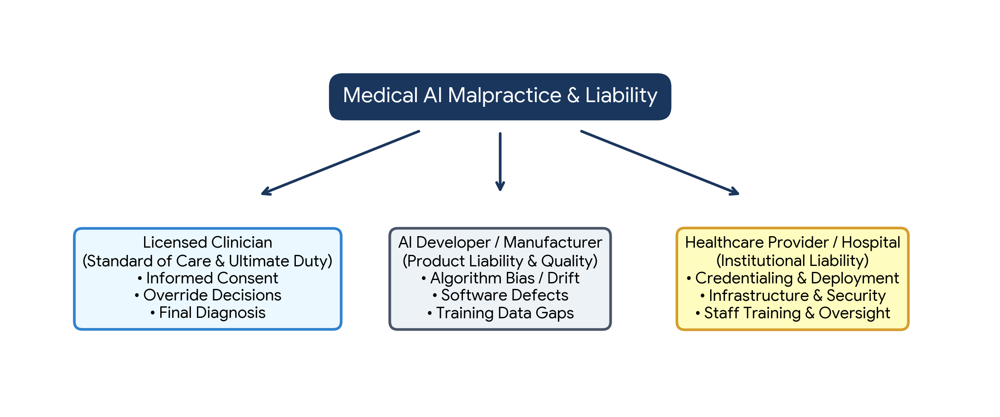 Medical AI Malpractice & Liability
Licensed Clinician
(Standard of Care & Ultimate Duty)
• Informed Consent
• Override Decisions
• Final Diagnosis
AI Developer / Manufacturer
(Product Liability & Quality)
• Algorithm Bias / Drift
• Software Defects
• Training Data Gaps
Healthcare Provider / Hospital
(Institutional Liability)
• Credentialing & Deployment
• Infrastructure & Security
• Staff Training & Oversight